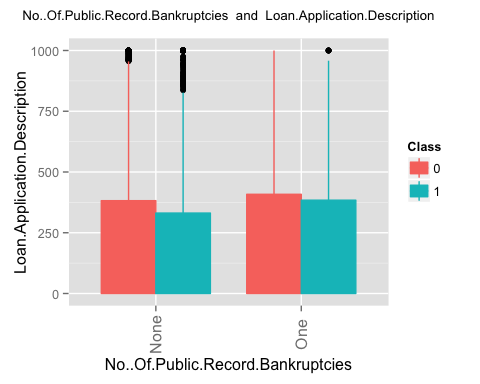 No..Of.Public.Record.Bankruptcies  and  Loan.Application.Description
1000
750
500
250
0
Loan.Application.Description
None
One
No..Of.Public.Record.Bankruptcies
Class
0
1